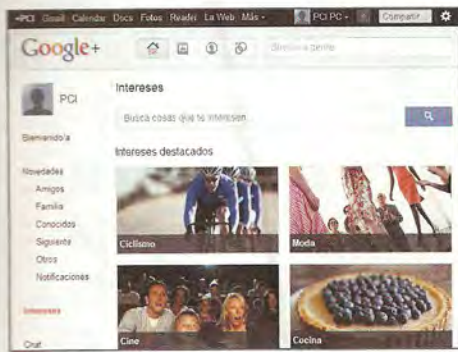 +PCI Gmail Calendar Docs Fotos Reader La Web Más
PCI PC
Compartir...
Google+
PCI
Bienvenido/a
Novedades
Amigos
Familia
Conocidos
Siguiente
Otros
Notificaciones
Intereses
Chat
Intereses
Busca cosas que te interesen
Intereses destacados
Ciclismo
Moda
Cine
Cocina